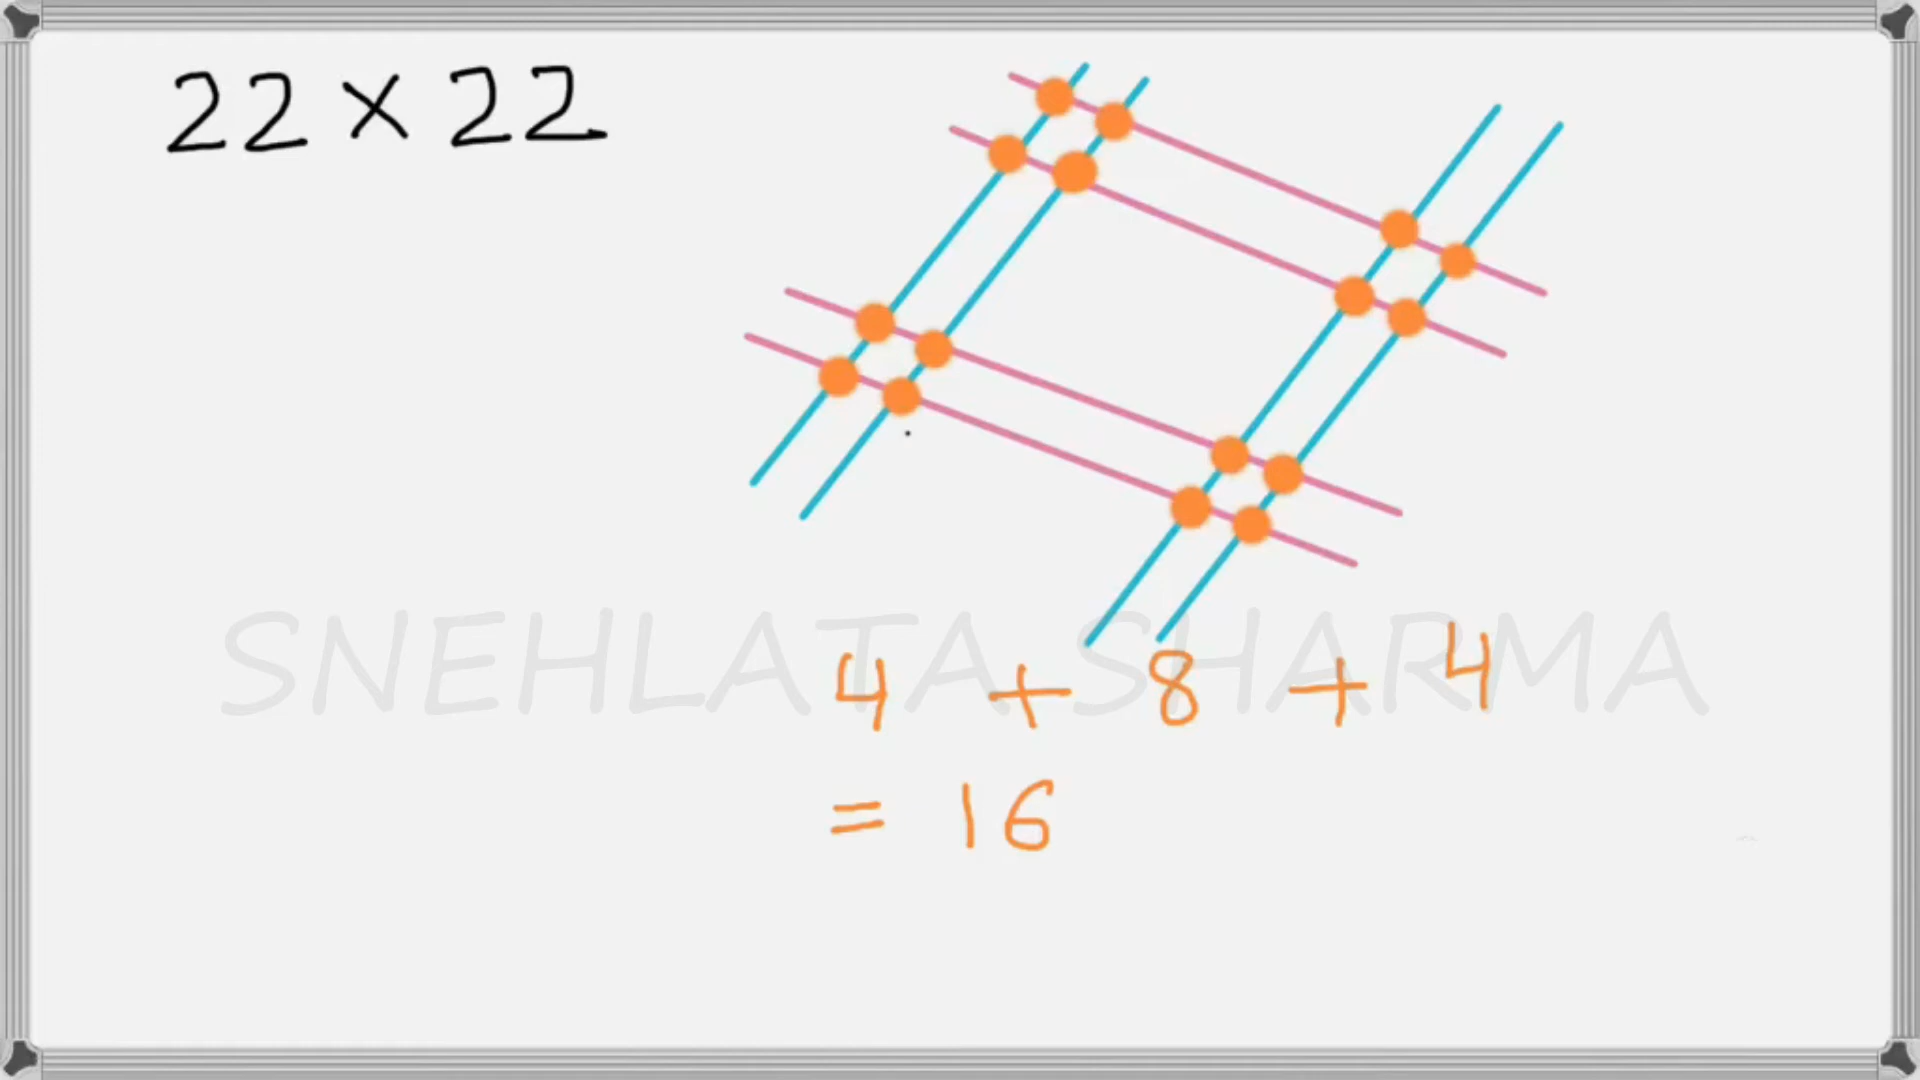 22 × 22
SNEHLATA SHARMA
4 + 8 + 4
= 16